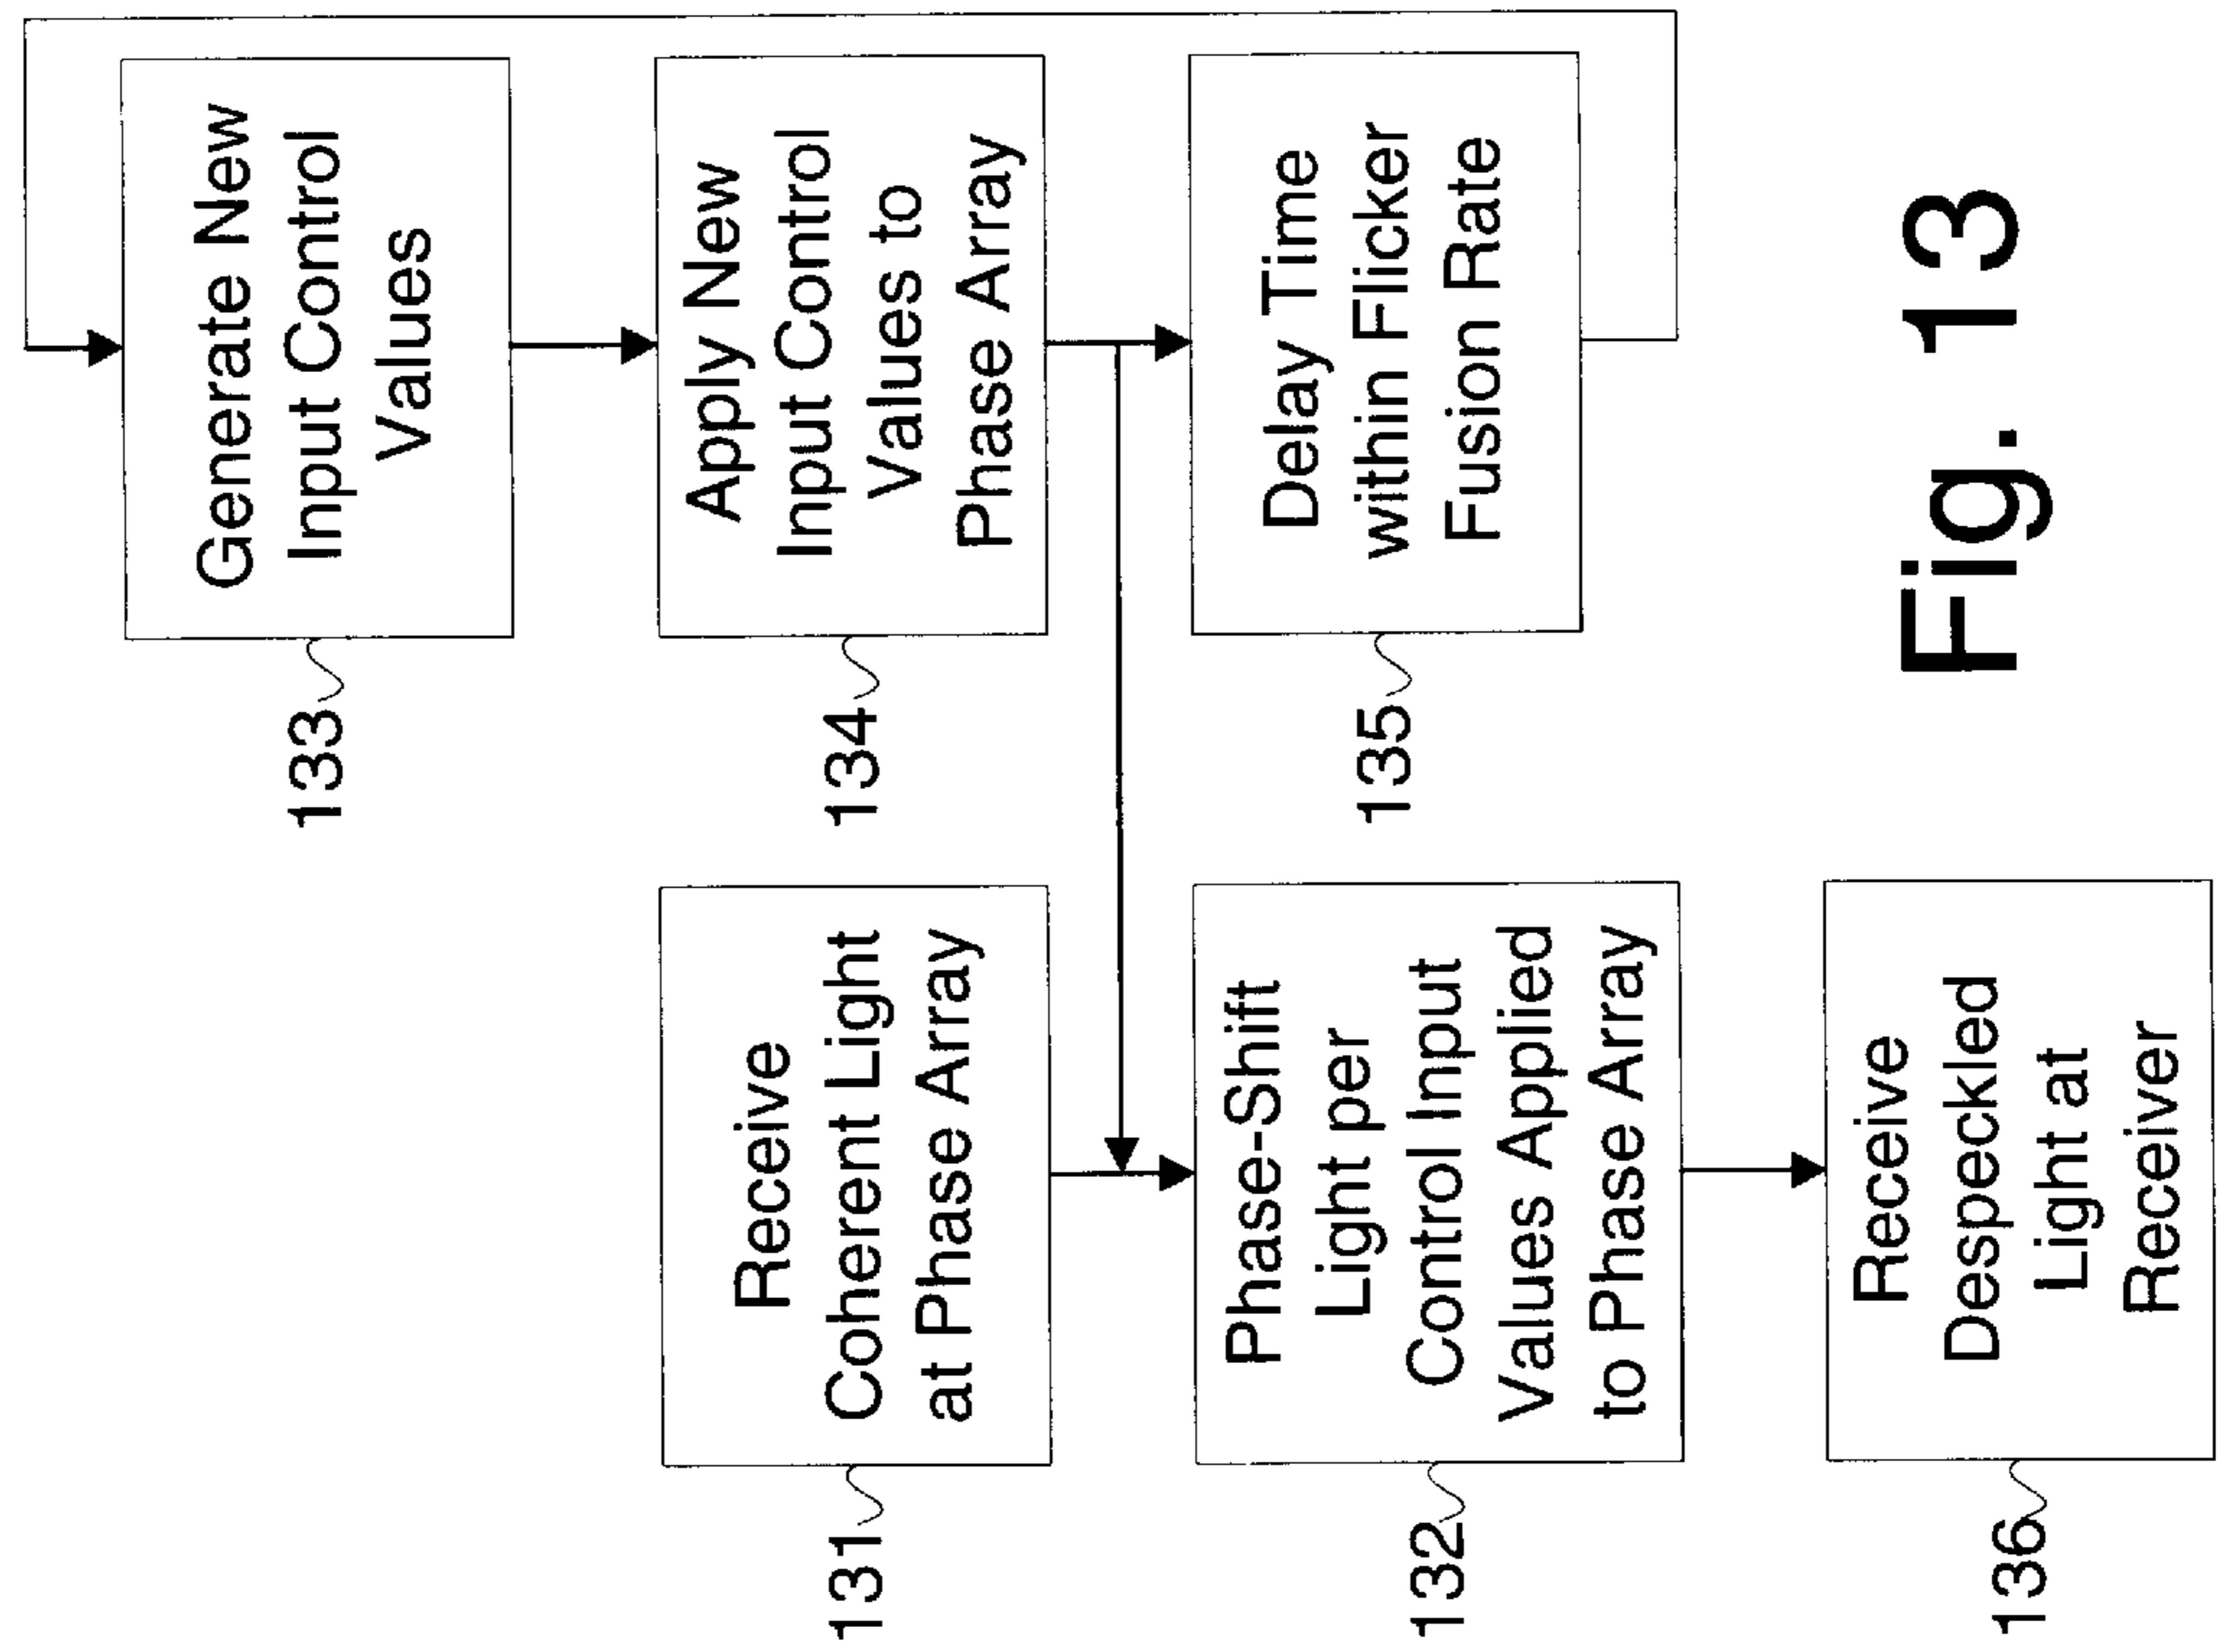 133
Generate New
Input Control
Values
134
Apply New
Input Control
Values to
Phase Array
135
Delay Time
within Flicker
Fusion Rate
131
Receive
Coherent Light
at Phase Array
132
Phase-Shift
Light per
Control Input
Values Applied
to Phase Array
136
Receive
Despeckled
Light at
Receiver
Fig. 13